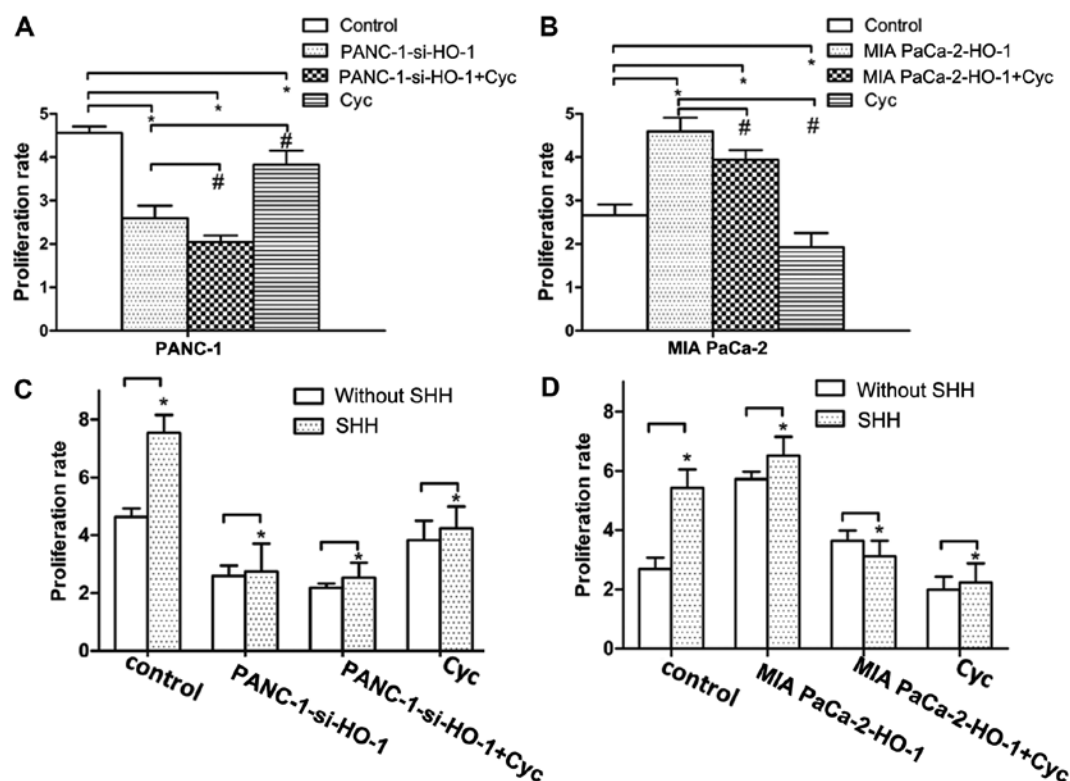 A
Control
PANC-1-si-HO-1
PANC-1-si-HO-1+Cyc
Cyc
*
*
*
#
#
Proliferation rate
5
4
3
2
1
0
PANC-1
B
Control
MIA PaCa-2-HO-1
MIA PaCa-2-HO-1+Cyc
Cyc
*
*
*
#
#
Proliferation rate
5
4
3
2
1
0
MIA PaCa-2
C
Without SHH
SHH
*
*
*
*
Proliferation rate
8
6
4
2
0
control
PANC-1-si-HO-1
PANC-1-si-HO-1+Cyc
Cyc
D
Without SHH
SHH
*
*
*
*
Proliferation rate
8
6
4
2
0
control
MIA PaCa-2-HO-1
MIA PaCa-2-HO-1+Cyc
Cyc